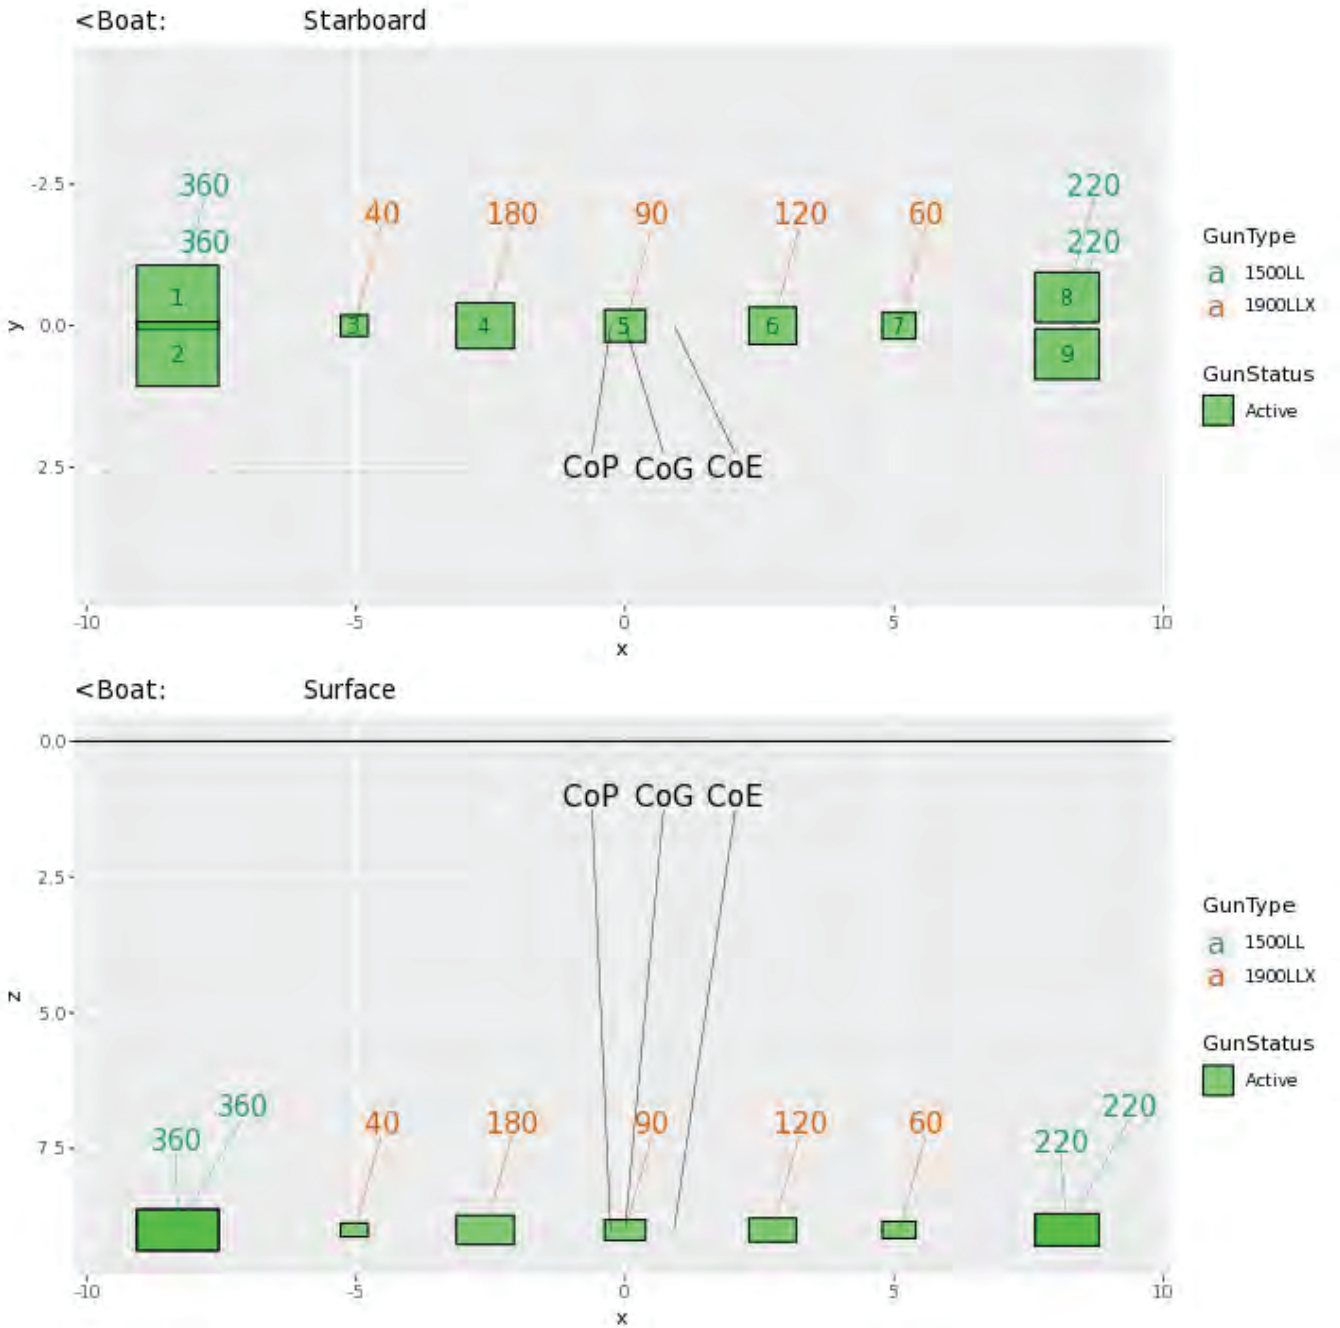 <Boat: Starboard
360
360
40 180 90 120 60
220
220
-2.5
0.0
2.5
y
1
2
3 4 5 6 7
8
9
CoP CoG CoE
-10 -5 0 5 10
x
GunType
a 1500LL
a 1900LLX
GunStatus
Active
<Boat: Surface
0.0
2.5
5.0
7 5
z
CoP CoG CoE
360 360 40 180 90 120 60 220 220
-10 -5 0 5 10
x
GunType
a 1500LL
a 1900LLX
GunStatus
Active